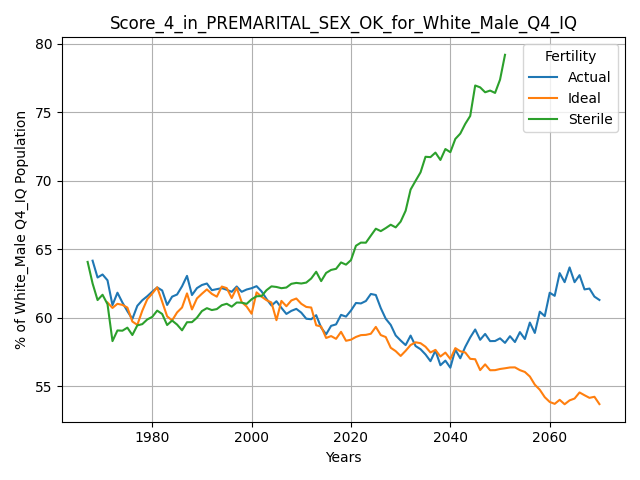 Score_4_in_PREMARITAL_SEX_OK_for_White_Male_Q4_IQ
80
75
70
65
60
55
% of White_Male Q4_IQ Population
Fertility
Actual
Ideal
Sterile
1980
2000
2020
2040
2060
Years